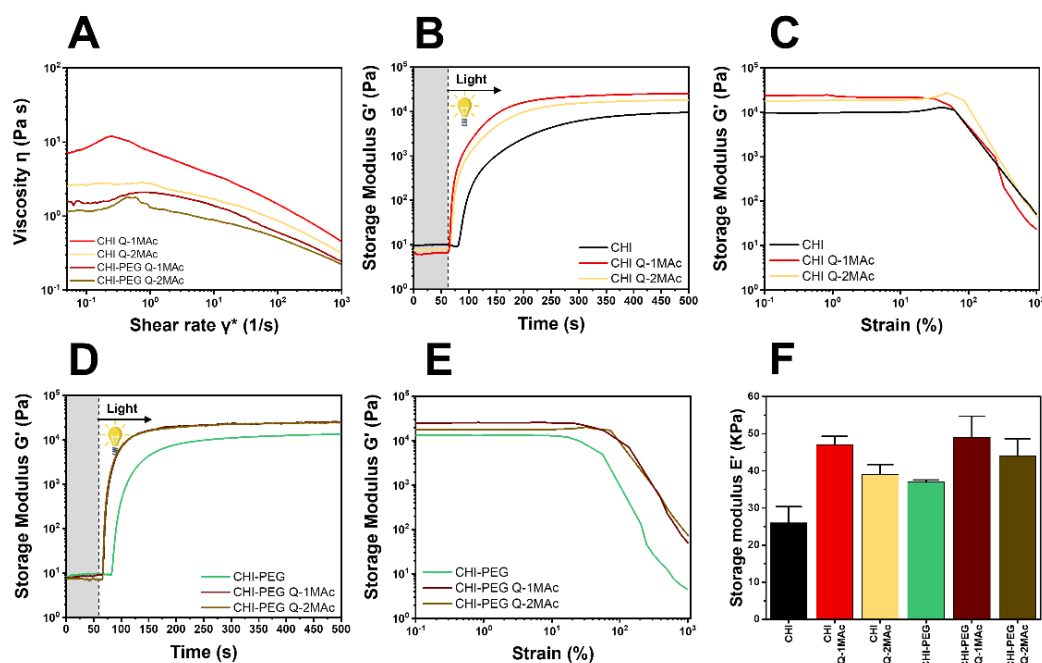 A
Viscosity η (Pa s)
10²
10¹
10⁰
10⁻¹
CHI Q-1MAc
CHI Q-2MAc
CHI-PEG Q-1MAc
CHI-PEG Q-2MAc
10⁻¹ 10⁰ 10¹ 10² 10³
Shear rate γ* (1/s)
B
Storage Modulus G' (Pa)
10⁵
10⁴
10³
10²
10¹
10⁰
Light
CHI
CHI Q-1MAc
CHI Q-2MAc
0 50 100 150 200 250 300 350 400 450 500
Time (s)
C
Storage Modulus G' (Pa)
10⁵
10⁴
10³
10²
10¹
10⁰
CHI
CHI Q-1MAc
CHI Q-2MAc
10⁻¹ 10⁰ 10¹ 10² 10³
Strain (%)
D
Storage Modulus G' (Pa)
10⁵
10⁴
10³
10²
10¹
10⁰
Light
CHI-PEG
CHI-PEG Q-1MAc
CHI-PEG Q-2MAc
0 50 100 150 200 250 300 350 400 450 500
Time (s)
E
Storage Modulus G' (Pa)
10⁵
10⁴
10³
10²
10¹
10⁰
CHI-PEG
CHI-PEG Q-1MAc
CHI-PEG Q-2MAc
10⁻¹ 10⁰ 10¹ 10² 10³
Strain (%)
F
Storage modulus E' (KPa)
60
50
40
30
20
10
0
CHI
CHI
Q-1MAc
CHI
Q-2MAc
CHI-PEG
CHI-PEG
Q-1MAc
CHI-PEG
Q-2MAc